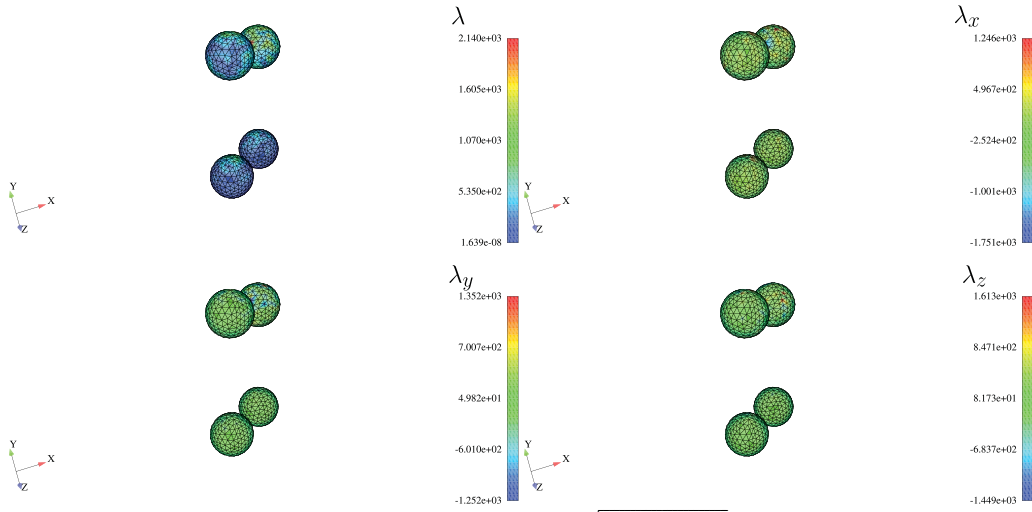 λ
2.140e+03
1.605e+03
1.070e+03
5.350e+02
1.639e-08
Y
X
Z
λx
1.246e+03
4.967e+02
-2.524e+02
-1.001e+03
-1.751e+03
Y
X
Z
λy
1.352e+03
7.007e+02
4.982e+01
-6.010e+02
-1.252e+03
Y
X
Z
λz
1.613e+03
8.471e+02
8.173e+01
-6.837e+02
-1.449e+03
Y
X
Z